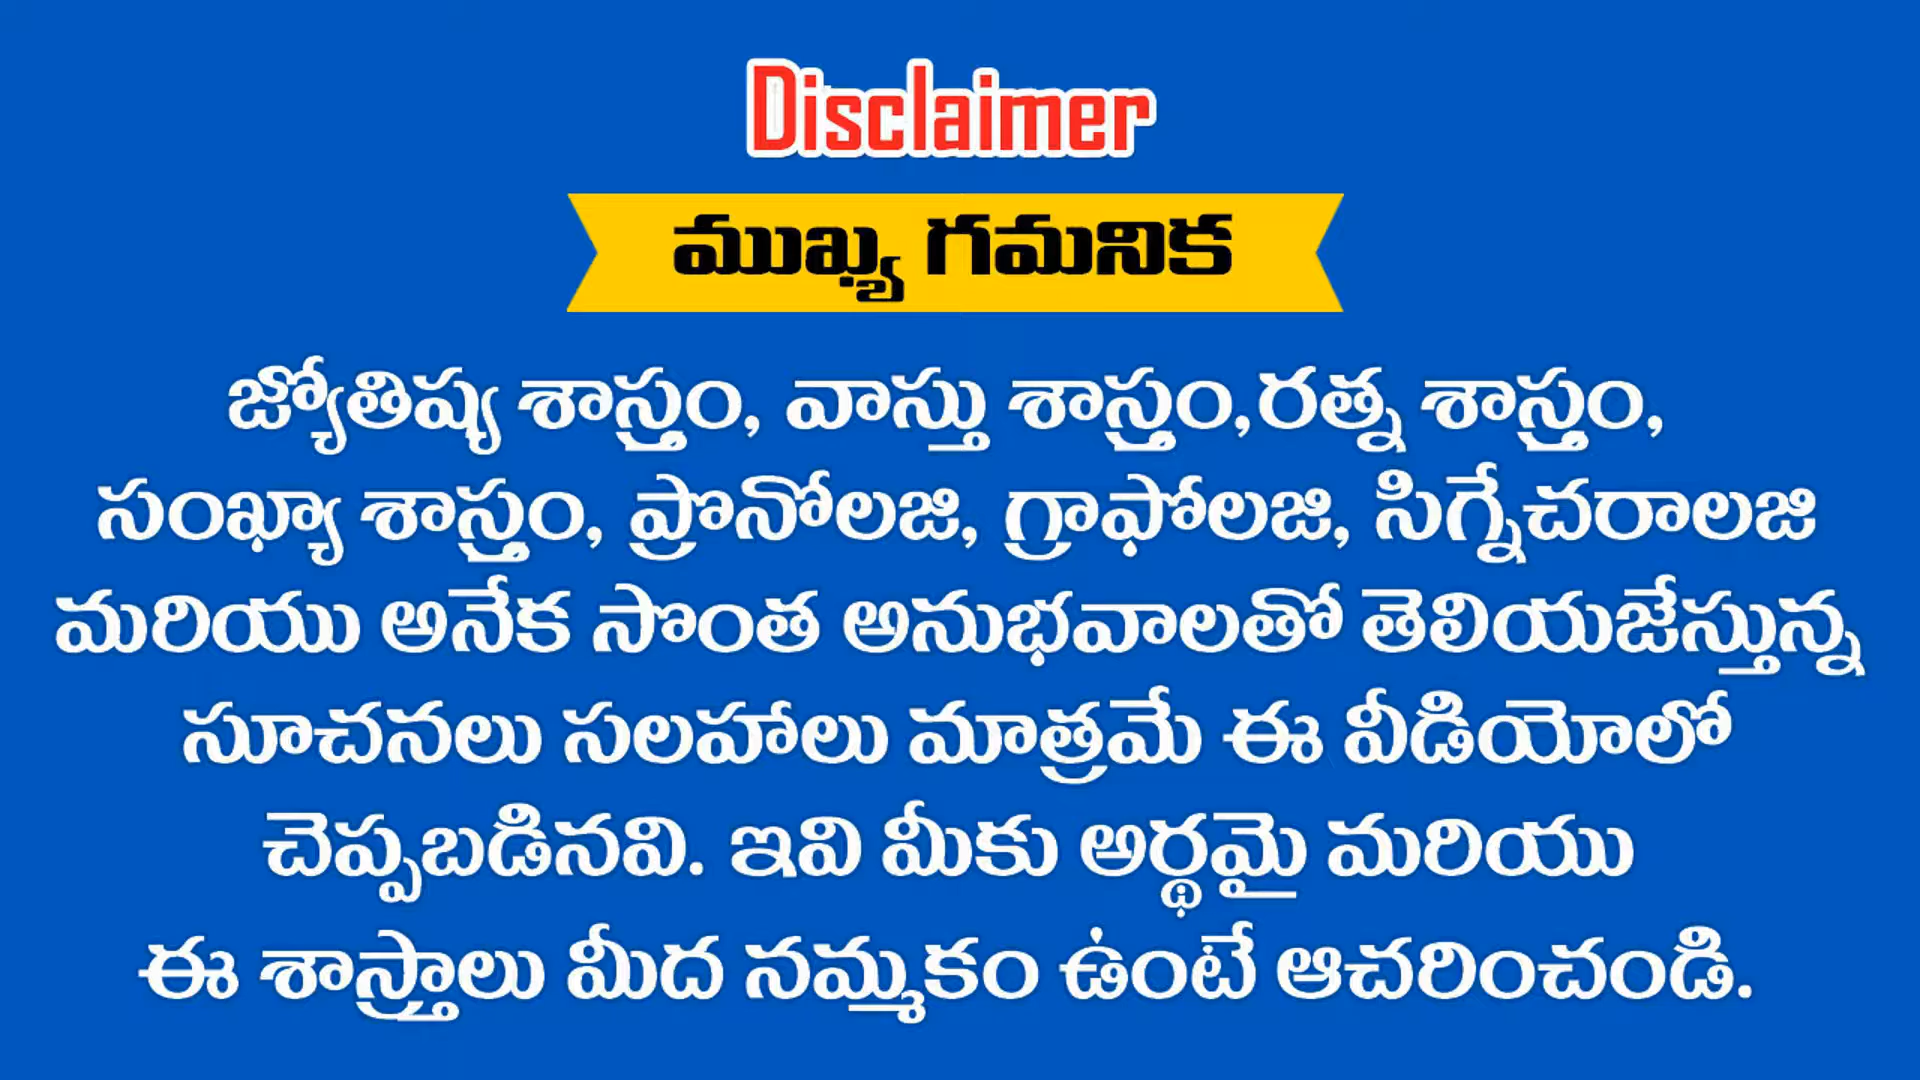 Disclaimer
ముఖ్య గమనిక
జ్యోతిష్య శాస్త్రం, వాస్తు శాస్త్రం,రత్న శాస్త్రం,
సంఖ్యా శాస్త్రం, ప్రొనోలజి, గ్రాఫోలజి, సిగ్నేచరాలజి
మరియు అనేక సొంత అనుభవాలతో తెలియజేస్తున్న
సూచనలు సలహాలు మాత్రమే ఈ వీడియోలో
చెప్పబడినవి. ఇవి మీకు అర్థమై మరియు
ఈ శాస్త్రాలు మీద నమ్మకం ఉంటే ఆచరించండి.